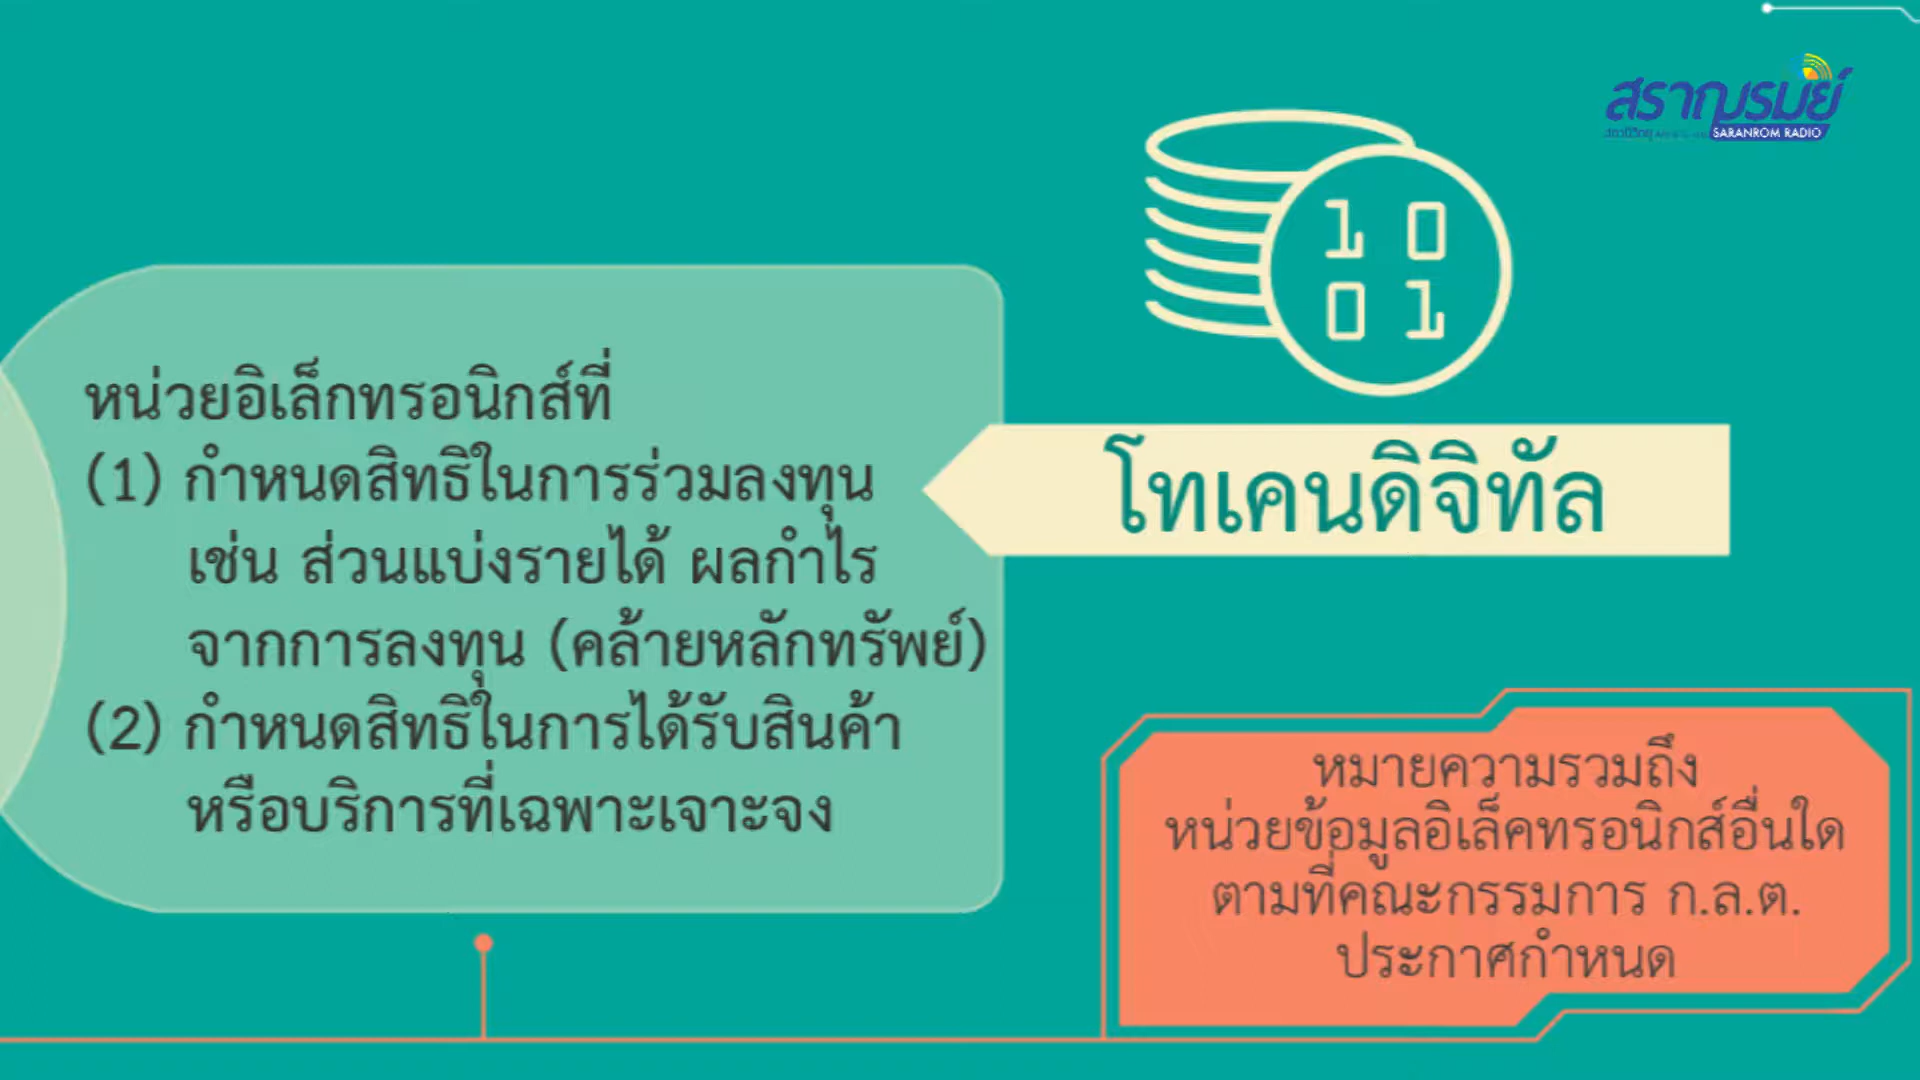 สราญรมย์
สถานีวิทยุ
SARANROM RADIO
10
01
โทเคนดิจิทัล
หน่วยอิเล็กทรอนิกส์ที่
(1) กำหนดสิทธิในการร่วมลงทุน
เช่น ส่วนแบ่งรายได้ ผลกำไร
จากการลงทุน (คล้ายหลักทรัพย์)
(2) กำหนดสิทธิในการได้รับสินค้า
หรือบริการที่เฉพาะเจาะจง
หมายความรวมถึง
หน่วยข้อมูลอิเล็คทรอนิกส์อื่นใด
ตามที่คณะกรรมการ ก.ล.ต.
ประกาศกำหนด